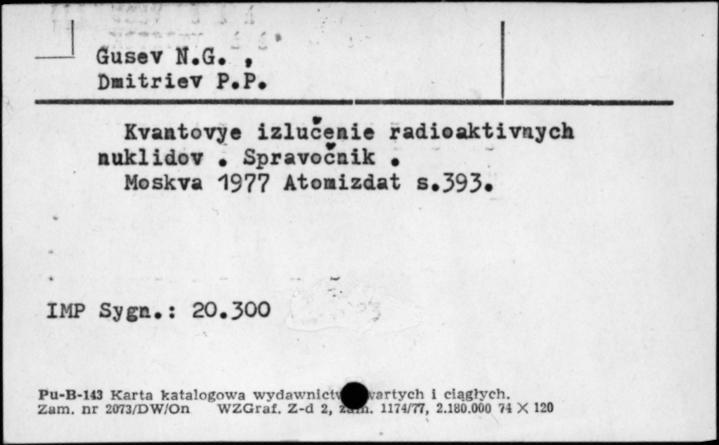 Gusev N.G. ,
Dmitriev P.P.
Kvantovye izlučenie radioaktivnych
nuklidov . Spravočnik .
Moskva 1977 Atomizdat s.393.
IMP Sygn.: 20.300
Pu-B-143 Karta katalogowa wydawnictw i ciągłych.
Zam. nr 2073/DW/On WZGraf. Z-d 2, zam. 1174/77, 2.180.000 74 X 120